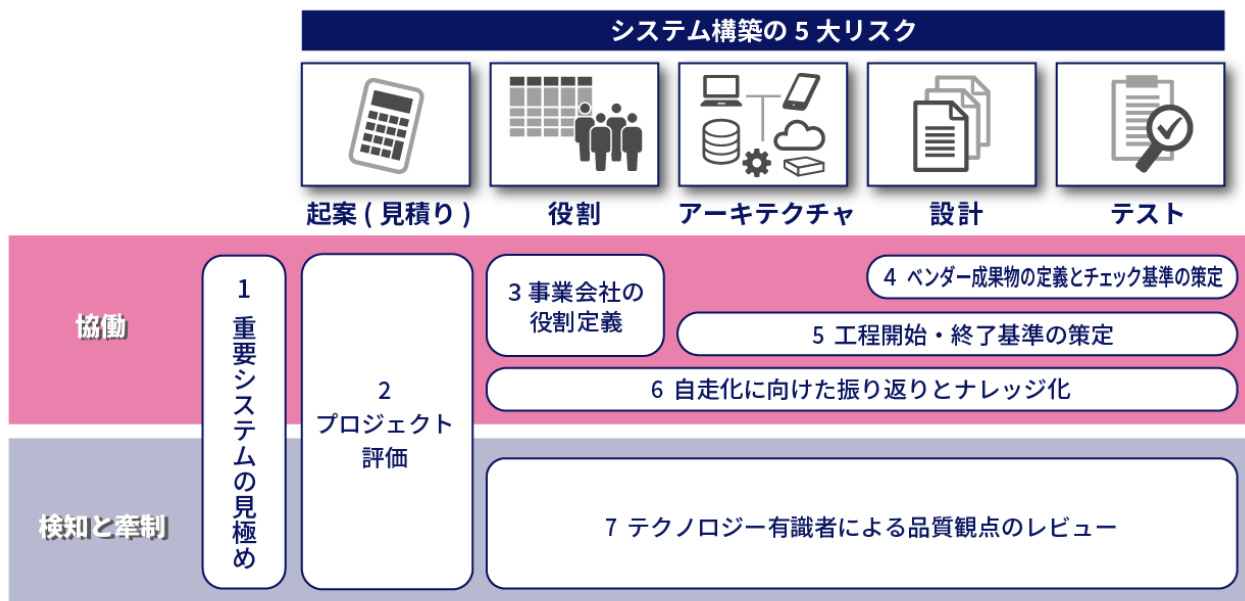 システム構築の5大リスク
起案(見積り)
役割
アーキテクチャ
設計
テスト
協働
1 重要システムの見極め
2
プロジェクト
評価
3 事業会社の
役割定義
4 ベンダー成果物の定義とチェック基準の策定
5 工程開始・終了基準の策定
6 自走化に向けた振り返りとナレッジ化
検知と牽制
7 テクノロジー有識者による品質観点のレビュー